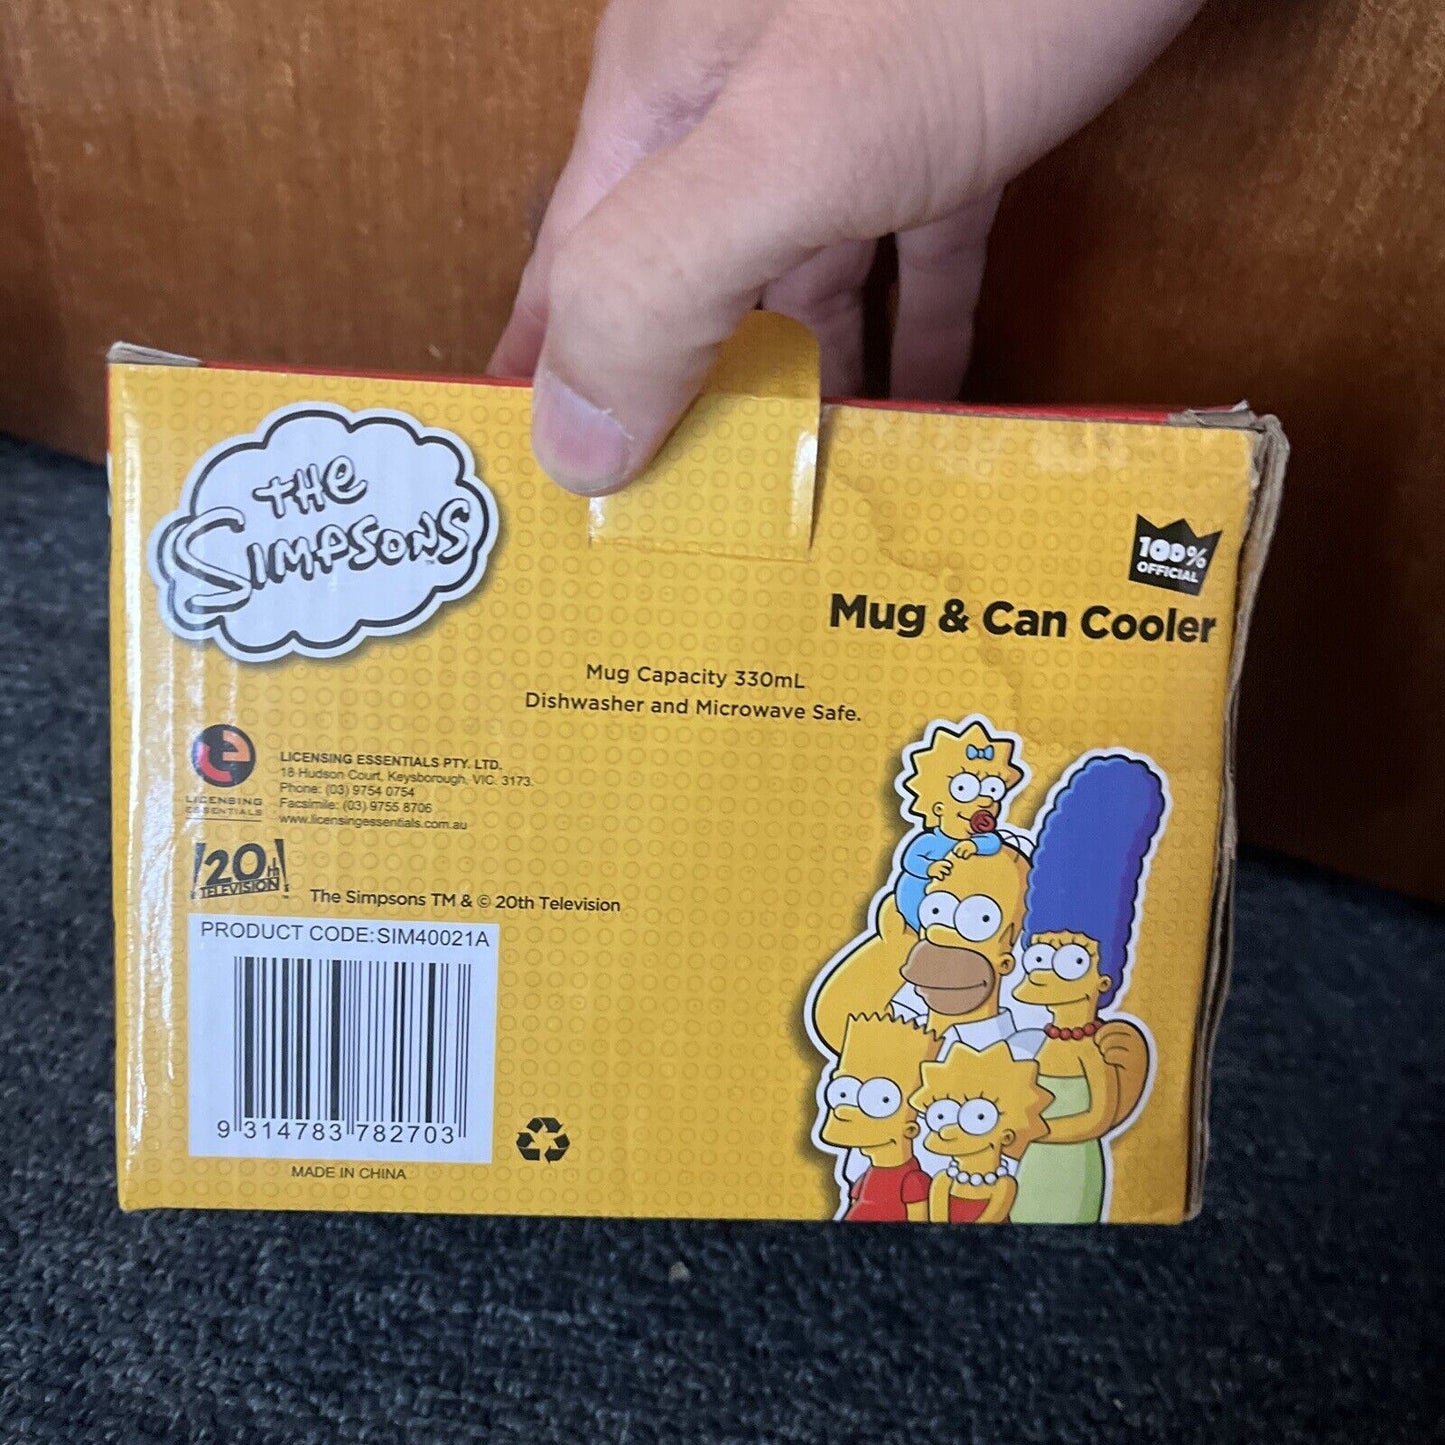 THE
SIMPSONS
TM
100%
OFFICIAL
Mug & Can Cooler
Mug Capacity 330mL
Dishwasher and Microwave Safe.
LICENSING
ESSENTIALS
LICENSING ESSENTIALS PTY. LTD.
18 Hudson Court, Keysborough, VIC. 3173.
Phone: (03) 9754 0754
Facsimile: (03) 9755 8706
www.licensingessentials.com.au
20th
TELEVISION
The Simpsons TM & © 20th Television
PRODUCT CODE:SIM40021A
9 314783 782703
MADE IN CHINA